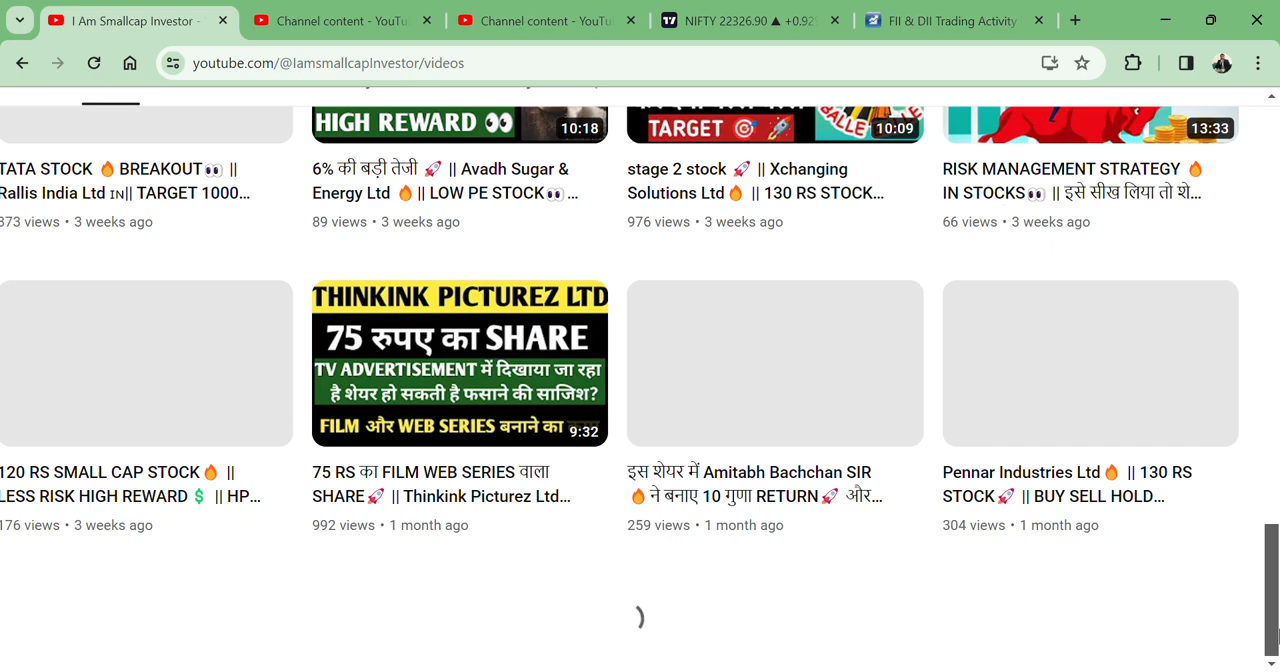 I Am Smallcap Investor -
Channel content - YouTu
Channel content - YouTu
NIFTY 22326.90 ▲ +0.92
FII & DII Trading Activity
youtube.com/@IamsmallcapInvestor/videos
HIGH REWARD 👀
10:18
TARGET 🎯 🚀
10:09
13:33
TATA STOCK 🔥 BREAKOUT👀 ||
Rallis India Ltd ɪɴ|| TARGET 1000...
373 views • 3 weeks ago
6% की बड़ी तेजी 🚀 || Avadh Sugar &
Energy Ltd 🔥 || LOW PE STOCK👀 ...
89 views • 3 weeks ago
stage 2 stock 🚀 || Xchanging
Solutions Ltd🔥 || 130 RS STOCK...
976 views • 3 weeks ago
RISK MANAGEMENT STRATEGY 🔥
IN STOCKS👀 || इसे सीख लिया तो शे...
66 views • 3 weeks ago
THINKINK PICTUREZ LTD
75 रुपए का SHARE
TV ADVERTISEMENT में दिखाया जा रहा
है शेयर हो सकती है फसाने की साजिश?
FILM और WEB SERIES बनाने का
9:32
120 RS SMALL CAP STOCK🔥 ||
LESS RISK HIGH REWARD💲 || HP...
176 views • 3 weeks ago
75 RS का FILM WEB SERIES वाला
SHARE🚀 || Thinkink Picturez Ltd...
992 views • 1 month ago
इस शेयर में Amitabh Bachchan SIR
🔥ने बनाए 10 गुणा RETURN🚀 और...
259 views • 1 month ago
Pennar Industries Ltd🔥 || 130 RS
STOCK🚀 || BUY SELL HOLD...
304 views • 1 month ago